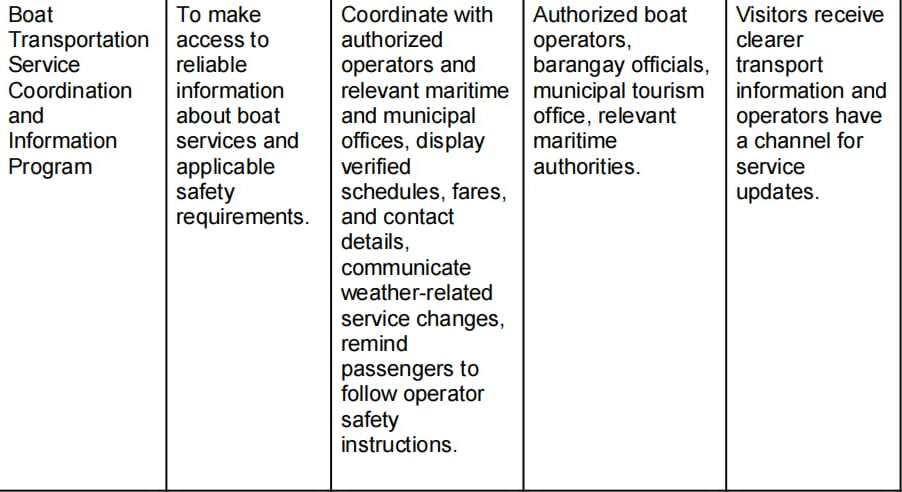 Boat
Transportation
Service
Coordination
and
Information
Program
To make
access to
reliable
information
about boat
services and
applicable
safety
requirements.
Coordinate with
authorized
operators and
relevant maritime
and municipal
offices, display
verified
schedules, fares,
and contact
details,
communicate
weather-related
service changes,
remind
passengers to
follow operator
safety
instructions.
Authorized boat
operators,
barangay officials,
municipal tourism
office, relevant
maritime
authorities.
Visitors receive
clearer
transport
information and
operators have
a channel for
service
updates.